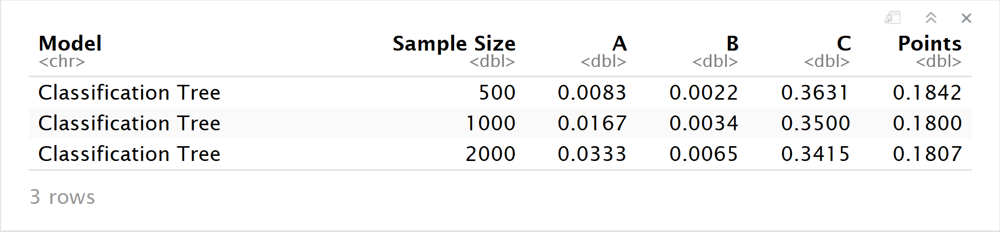 Model Sample Size A B C Points
<chr> <dbl> <dbl> <dbl> <dbl> <dbl>
Classification Tree 500 0.0083 0.0022 0.3631 0.1842
Classification Tree 1000 0.0167 0.0034 0.3500 0.1800
Classification Tree 2000 0.0333 0.0065 0.3415 0.1807
3 rows